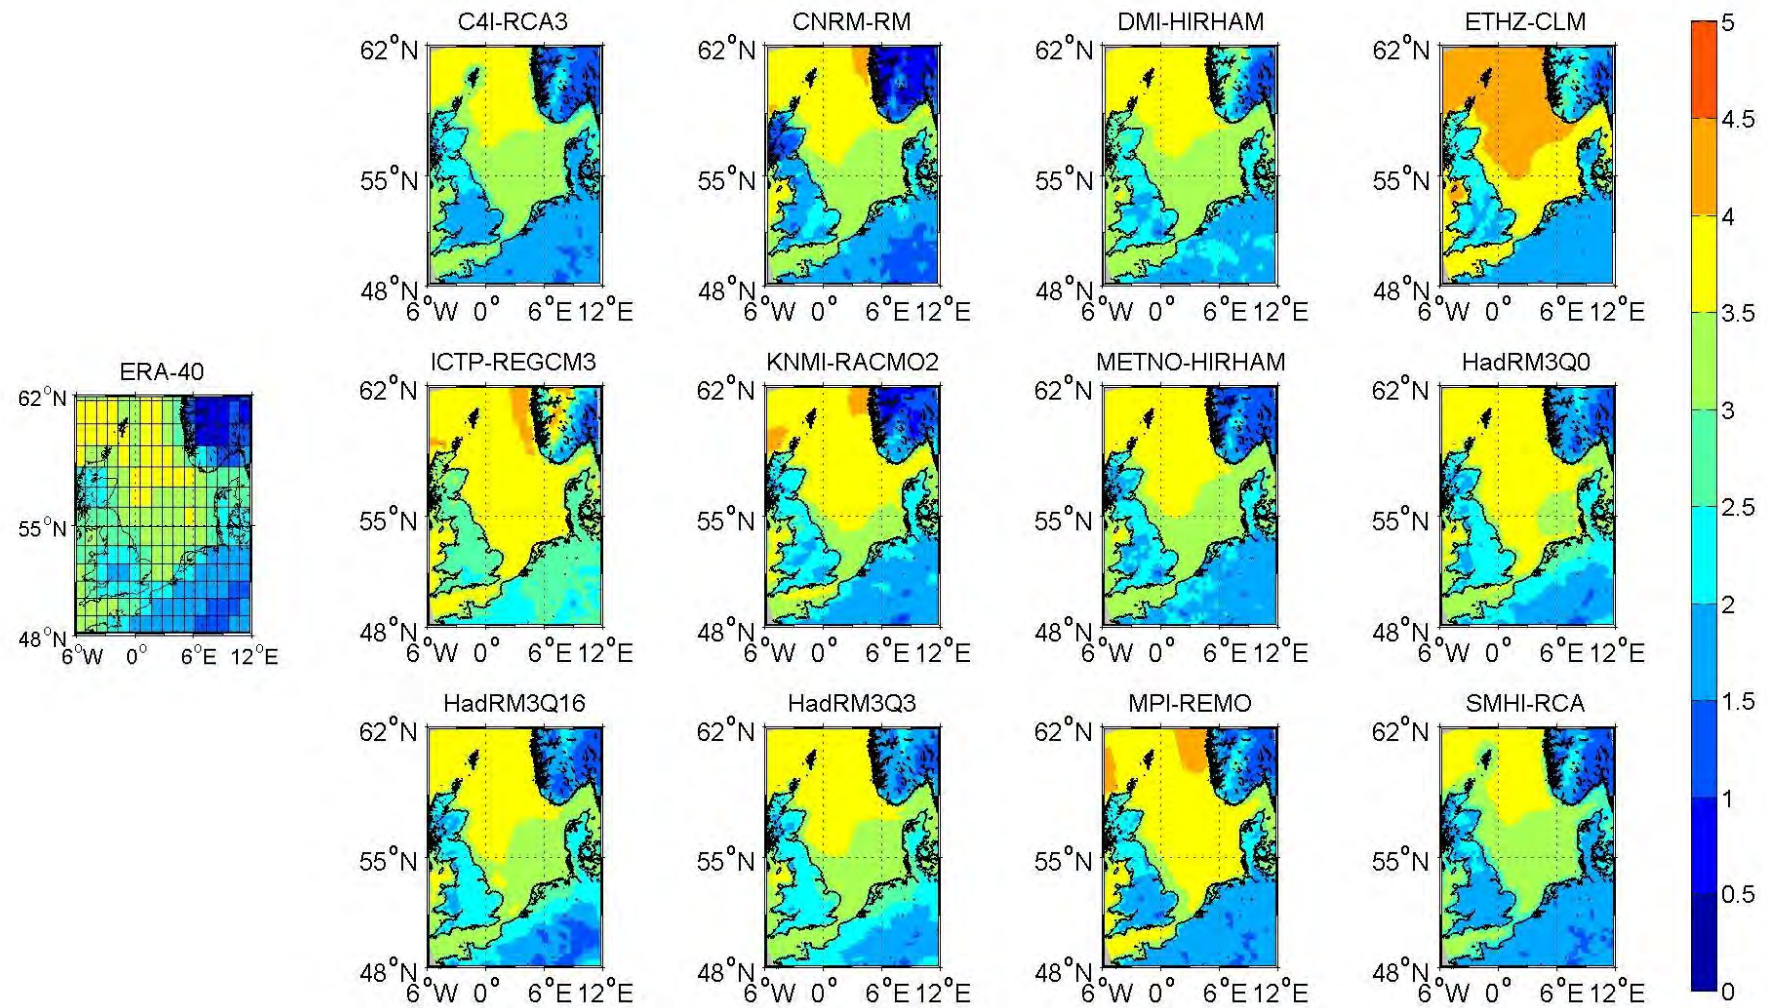 C4I-RCA3 CNRM-RM DMI-HIRHAM ETHZ-CLM
62°N 62°N 62°N 62°N
55°N 55°N 55°N 55°N
48°N 48°N 48°N 48°N
6°W 0° 6°E 12°E 6°W 0° 6°E 12°E 6°W 0° 6°E 12°E 6°W 0° 6°E 12°E
ERA-40
62°N
55°N
48°N
6°W 0° 6°E 12°E
ICTP-REGCM3 KNMI-RACMO2 METNO-HIRHAM HadRM3Q0
62°N 62°N 62°N 62°N
55°N 55°N 55°N 55°N
48°N 48°N 48°N 48°N
6°W 0° 6°E 12°E 6°W 0° 6°E 12°E 6°W 0° 6°E 12°E 6°W 0° 6°E 12°E
HadRM3Q16 HadRM3Q3 MPI-REMO SMHI-RCA
62°N 62°N 62°N 62°N
55°N 55°N 55°N 55°N
48°N 48°N 48°N 48°N
6°W 0° 6°E 12°E 6°W 0° 6°E 12°E 6°W 0° 6°E 12°E 6°W 0° 6°E 12°E
5
4.5
4
3.5
3
2.5
2
1.5
1
0.5
0